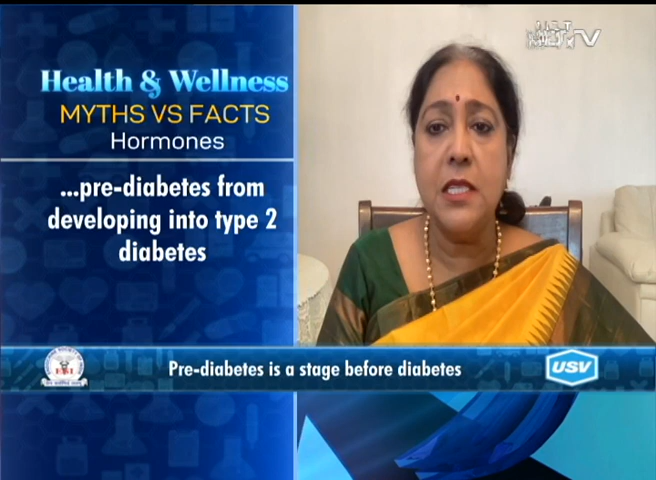 Health & Wellness
MYTHS VS FACTS
Hormones
...pre-diabetes from
developing into type 2
diabetes
Pre-diabetes is a stage before diabetes
USV